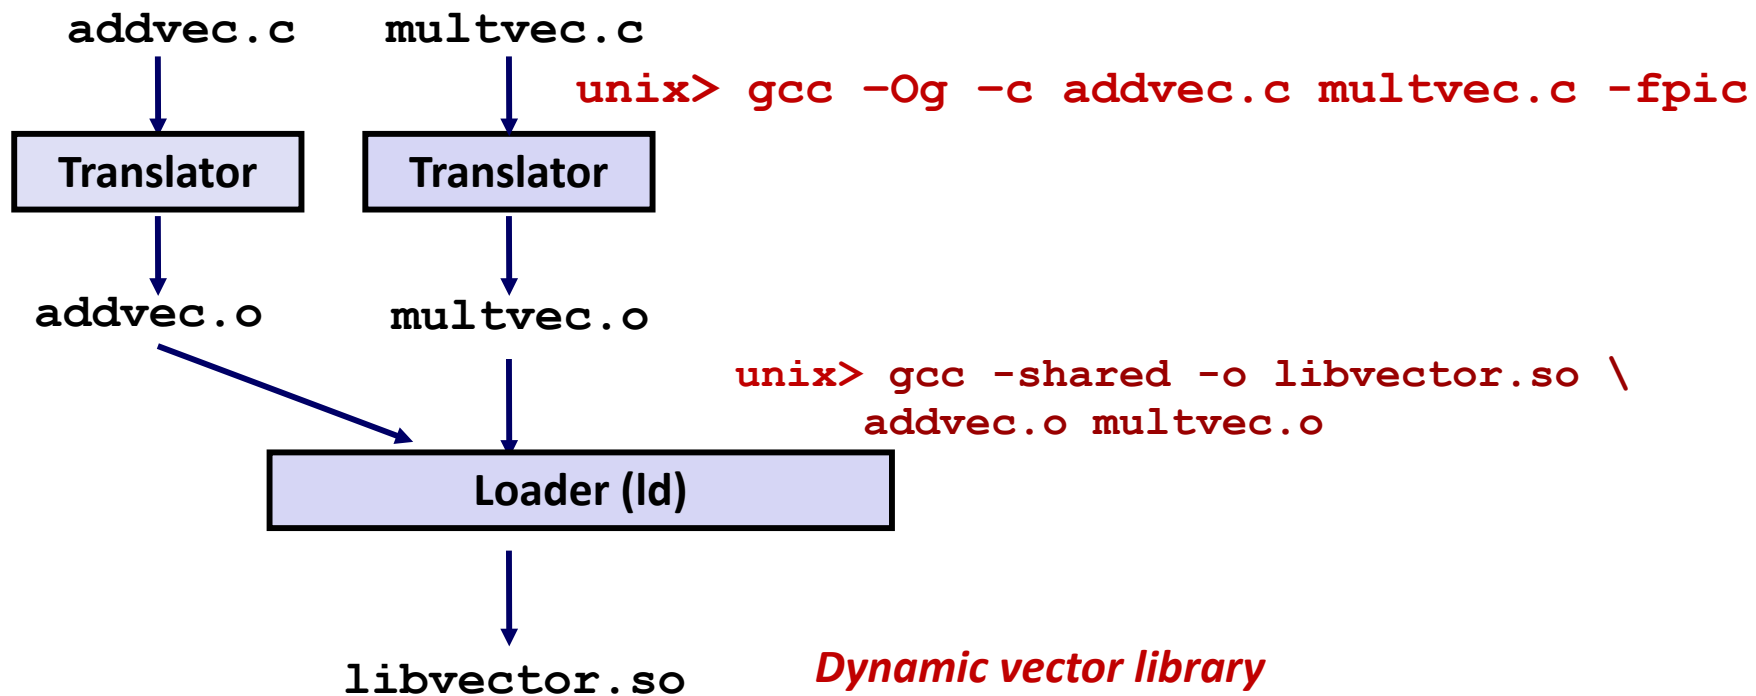 addvec.c multvec.c
unix> gcc –Og –c addvec.c multvec.c -fpic
Translator Translator
addvec.o multvec.o
unix> gcc -shared -o libvector.so \
addvec.o multvec.o
Loader (ld)
libvector.so Dynamic vector library